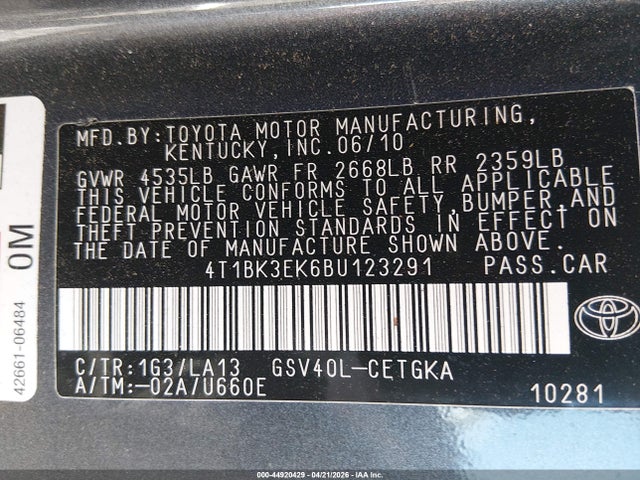 MFD.BY:TOYOTA MOTOR MANUFACTURING,
KENTUCKY,INC.06/10
GVWR 4535LB GAWR FR 2668LB RR 2359LB
THIS VEHICLE CONFORMS TO ALL APPLICABLE
FEDERAL MOTOR VEHICLE SAFETY,BUMPER,AND
THEFT PREVENTION STANDARDS IN EFFECT ON
THE DATE OF MANUFACTURE SHOWN ABOVE.
4T1BK3EK6BU123291 PASS.CAR
C/TR:1G3/LA13 GSV40L-CETGKA
A/TM:-02A/U660E
10281
42661-06484
0M
000-44920429 - 04/21/2026 - IAA Inc.